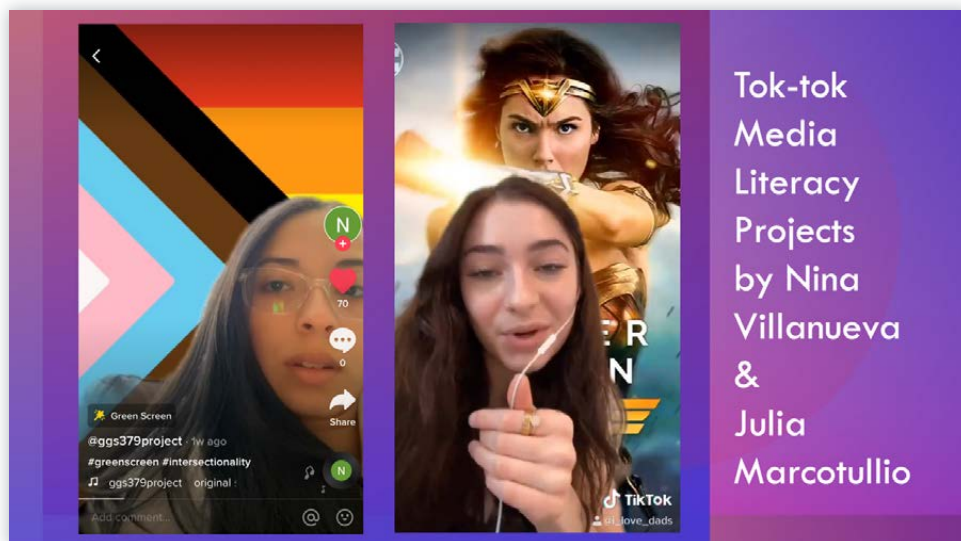 N
70
0
Share
Green Screen
@ggs379project · 1w ago
#greenscreen #intersectionality
ggs379project original :
N
Add comment...
E R
N
TikTok
Tok-tok
Media
Literacy
Projects
by Nina
Villanueva
&
Julia
Marcotullio